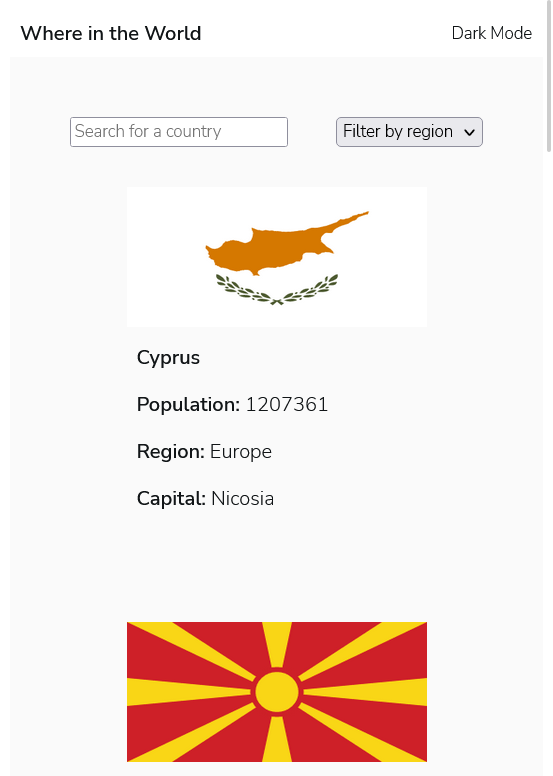 Where in the World
Dark Mode
Search for a country
Filter by region
Cyprus
Population: 1207361
Region: Europe
Capital: Nicosia